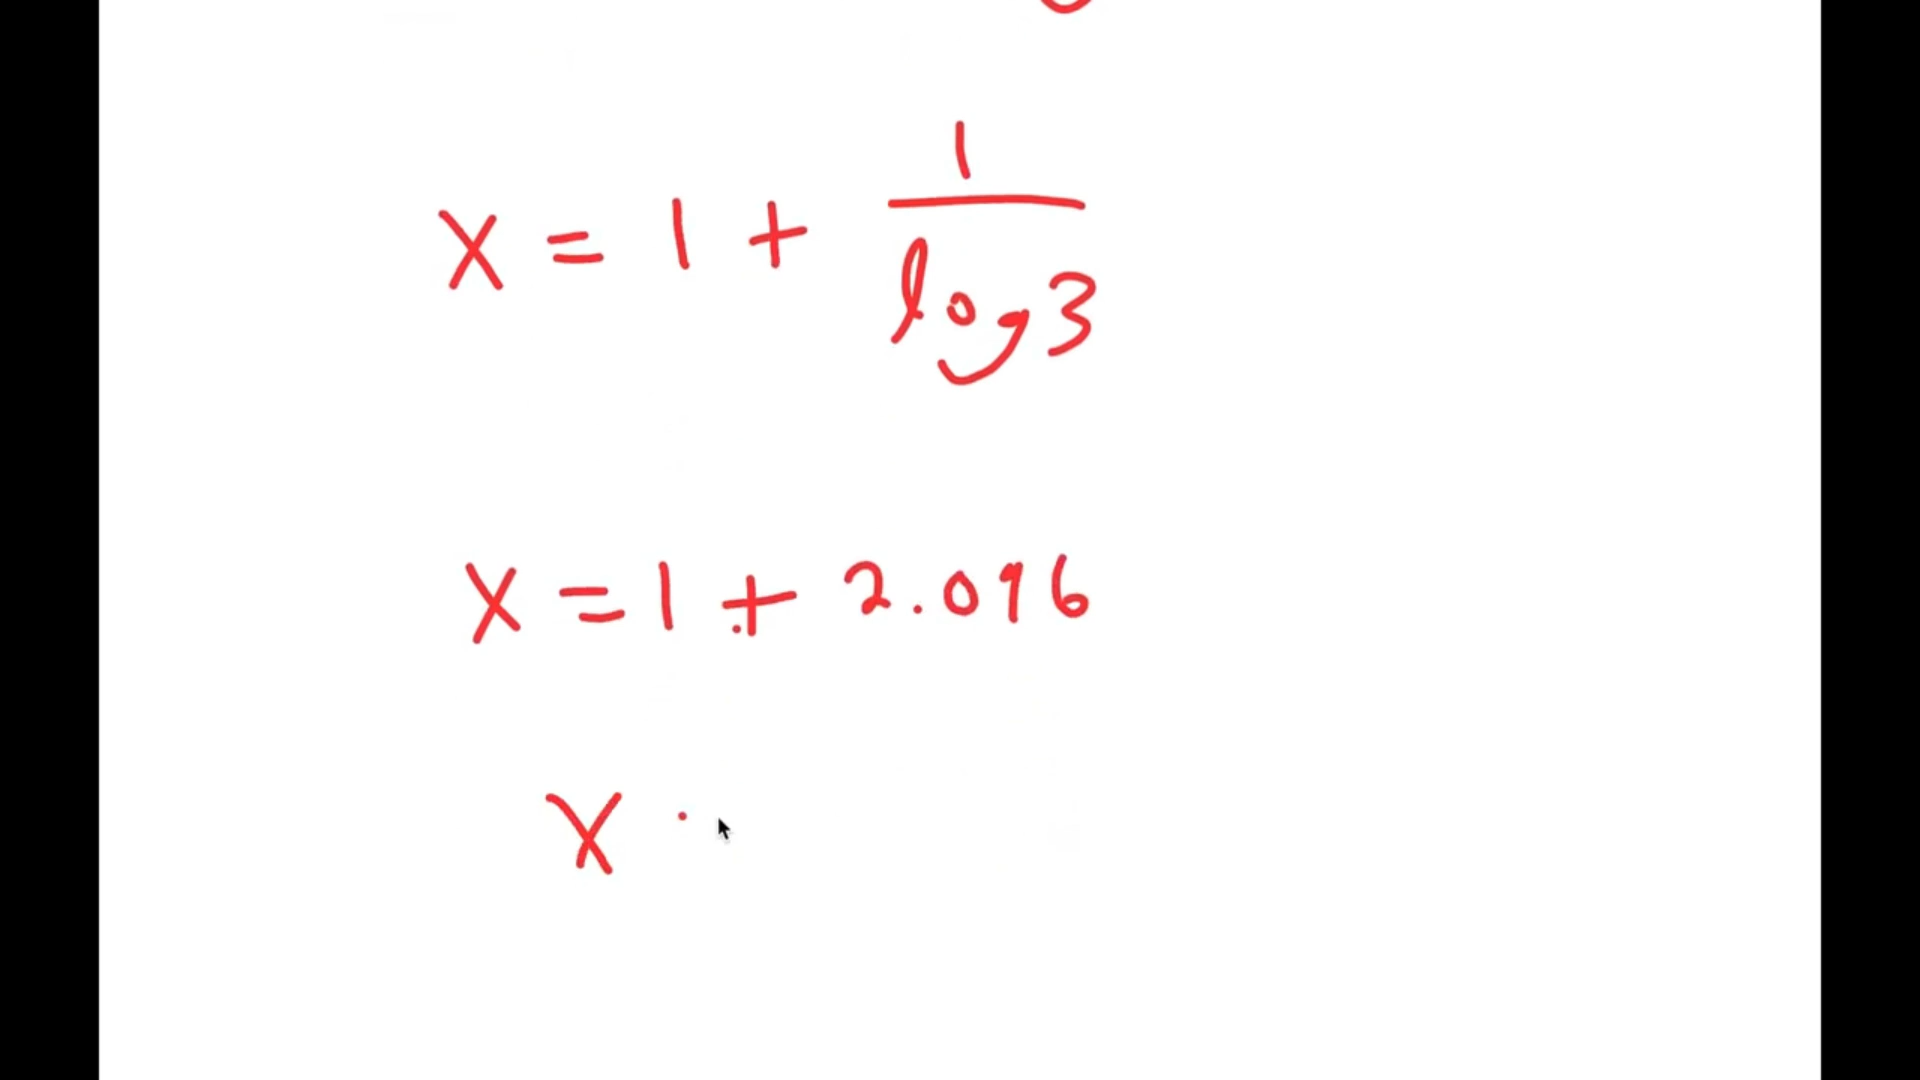 x = 1 + 1/log3
x = 1 + 2.096
x